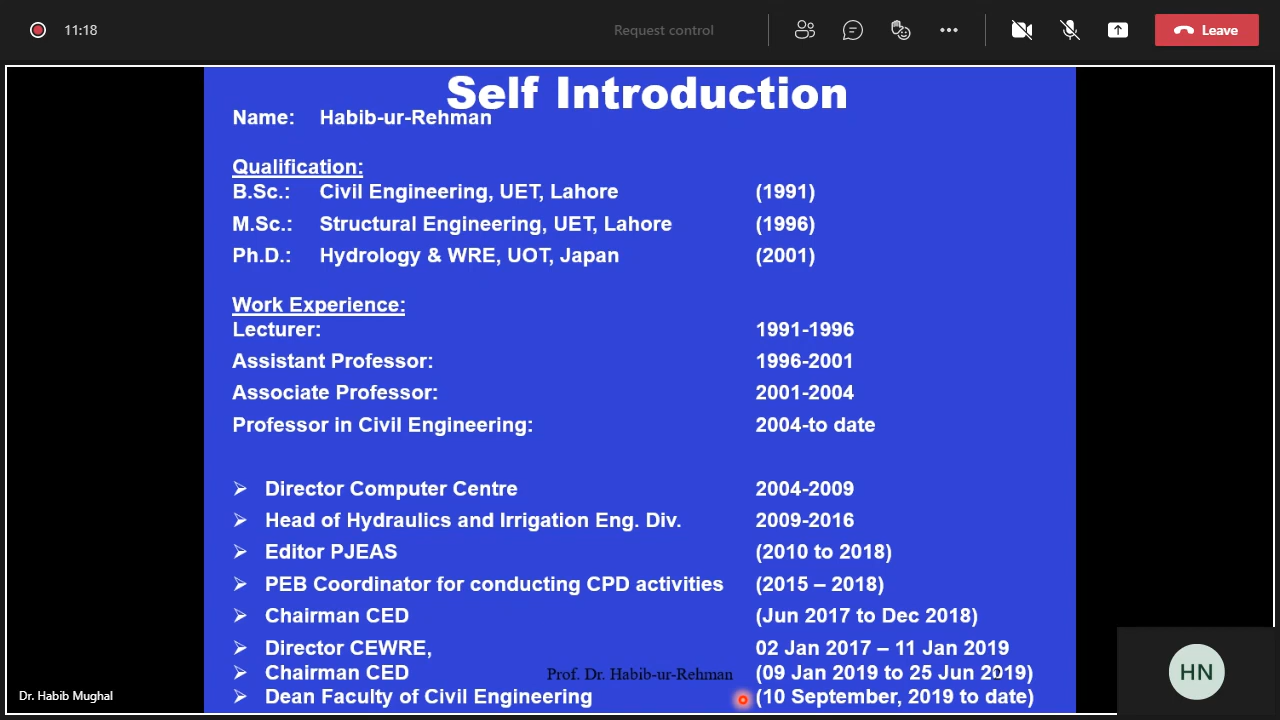 11:18
Request control
Leave
Self Introduction
Name: Habib-ur-Rehman
Qualification:
B.Sc.: Civil Engineering, UET, Lahore (1991)
M.Sc.: Structural Engineering, UET, Lahore (1996)
Ph.D.: Hydrology & WRE, UOT, Japan (2001)
Work Experience:
Lecturer: 1991-1996
Assistant Professor: 1996-2001
Associate Professor: 2001-2004
Professor in Civil Engineering: 2004-to date
➢ Director Computer Centre 2004-2009
➢ Head of Hydraulics and Irrigation Eng. Div. 2009-2016
➢ Editor PJEAS (2010 to 2018)
➢ PEB Coordinator for conducting CPD activities (2015 – 2018)
➢ Chairman CED (Jun 2017 to Dec 2018)
➢ Director CEWRE, 02 Jan 2017 – 11 Jan 2019
➢ Chairman CED (09 Jan 2019 to 25 Jun 2019)
Prof. Dr. Habib-ur-Rehman
➢ Dean Faculty of Civil Engineering (10 September, 2019 to date)
Dr. Habib Mughal
HN